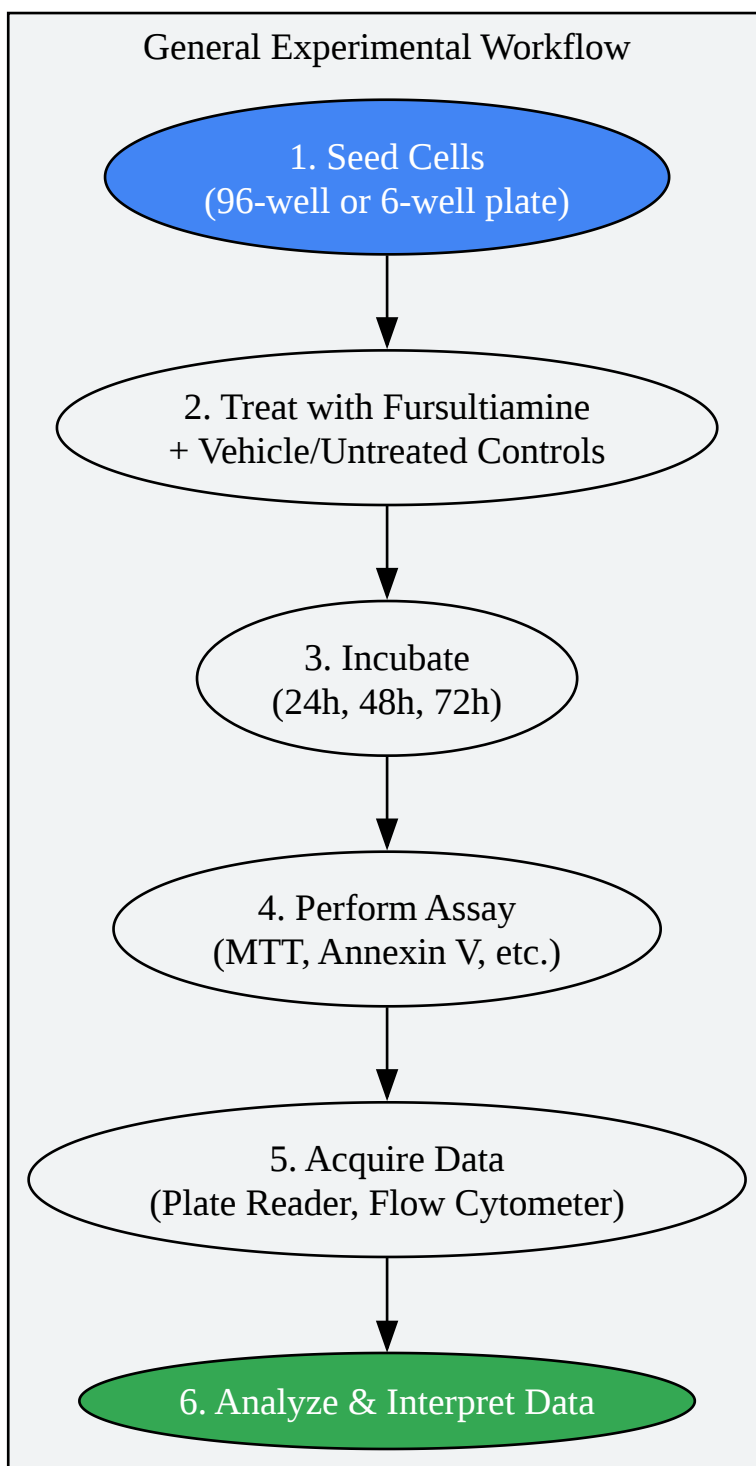 General Experimental Workflow
1. Seed Cells
(96-well or 6-well plate)
2. Treat with Fursultiamine
+ Vehicle/Untreated Controls
3. Incubate
(24h, 48h, 72h)
4. Perform Assay
(MTT, Annexin V, etc.)
5. Acquire Data
(Plate Reader, Flow Cytometer)
6. Analyze & Interpret Data